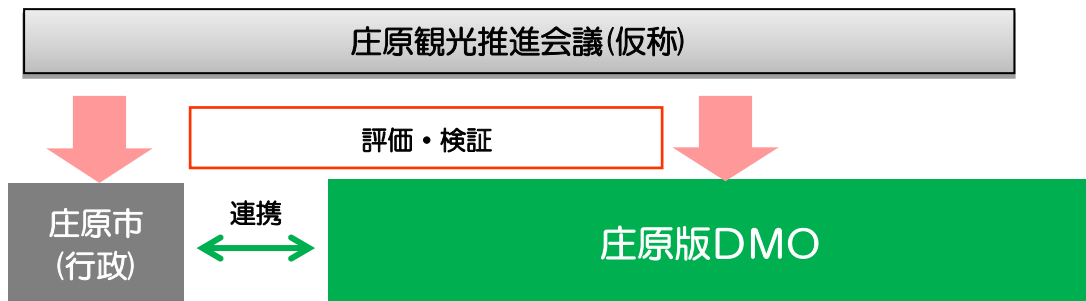 庄原観光推進会議(仮称)
評価・検証
庄原市
(行政)
連携
庄原版DMO